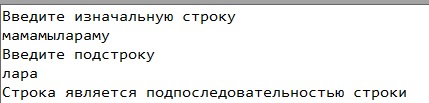 Введите изначальную строку
мамамылараму
Введите подстроку
лара
Строка является подпоследовательностью строки